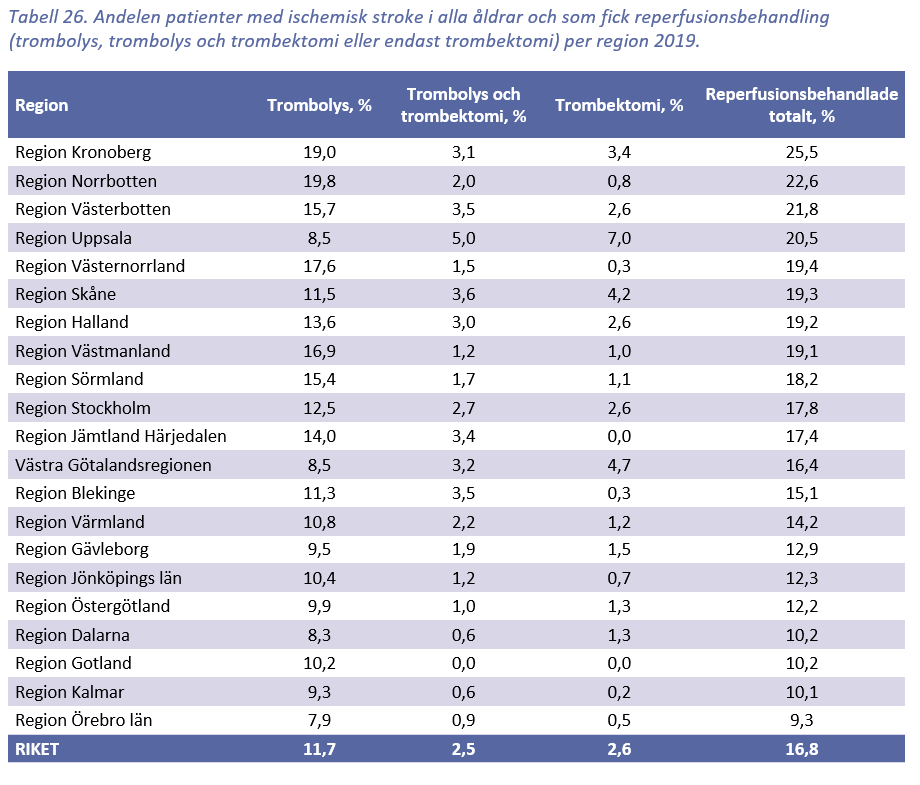 Tabell 26. Andelen patienter med ischemisk stroke i alla åldrar och som fick reperfusionsbehandling
(trombolys, trombolys och trombektomi eller endast trombektomi) per region 2019.
Region Trombolys, % Trombolys och trombektomi, % Trombektomi, % Reperfusionsbehandlade totalt, %
Region Kronoberg 19,0 3,1 3,4 25,5
Region Norrbotten 19,8 2,0 0,8 22,6
Region Västerbotten 15,7 3,5 2,6 21,8
Region Uppsala 8,5 5,0 7,0 20,5
Region Västernorrland 17,6 1,5 0,3 19,4
Region Skåne 11,5 3,6 4,2 19,3
Region Halland 13,6 3,0 2,6 19,2
Region Västmanland 16,9 1,2 1,0 19,1
Region Sörmland 15,4 1,7 1,1 18,2
Region Stockholm 12,5 2,7 2,6 17,8
Region Jämtland Härjedalen 14,0 3,4 0,0 17,4
Västra Götalandsregionen 8,5 3,2 4,7 16,4
Region Blekinge 11,3 3,5 0,3 15,1
Region Värmland 10,8 2,2 1,2 14,2
Region Gävleborg 9,5 1,9 1,5 12,9
Region Jönköpings län 10,4 1,2 0,7 12,3
Region Östergötland 9,9 1,0 1,3 12,2
Region Dalarna 8,3 0,6 1,3 10,2
Region Gotland 10,2 0,0 0,0 10,2
Region Kalmar 9,3 0,6 0,2 10,1
Region Örebro län 7,9 0,9 0,5 9,3
RIKET 11,7 2,5 2,6 16,8